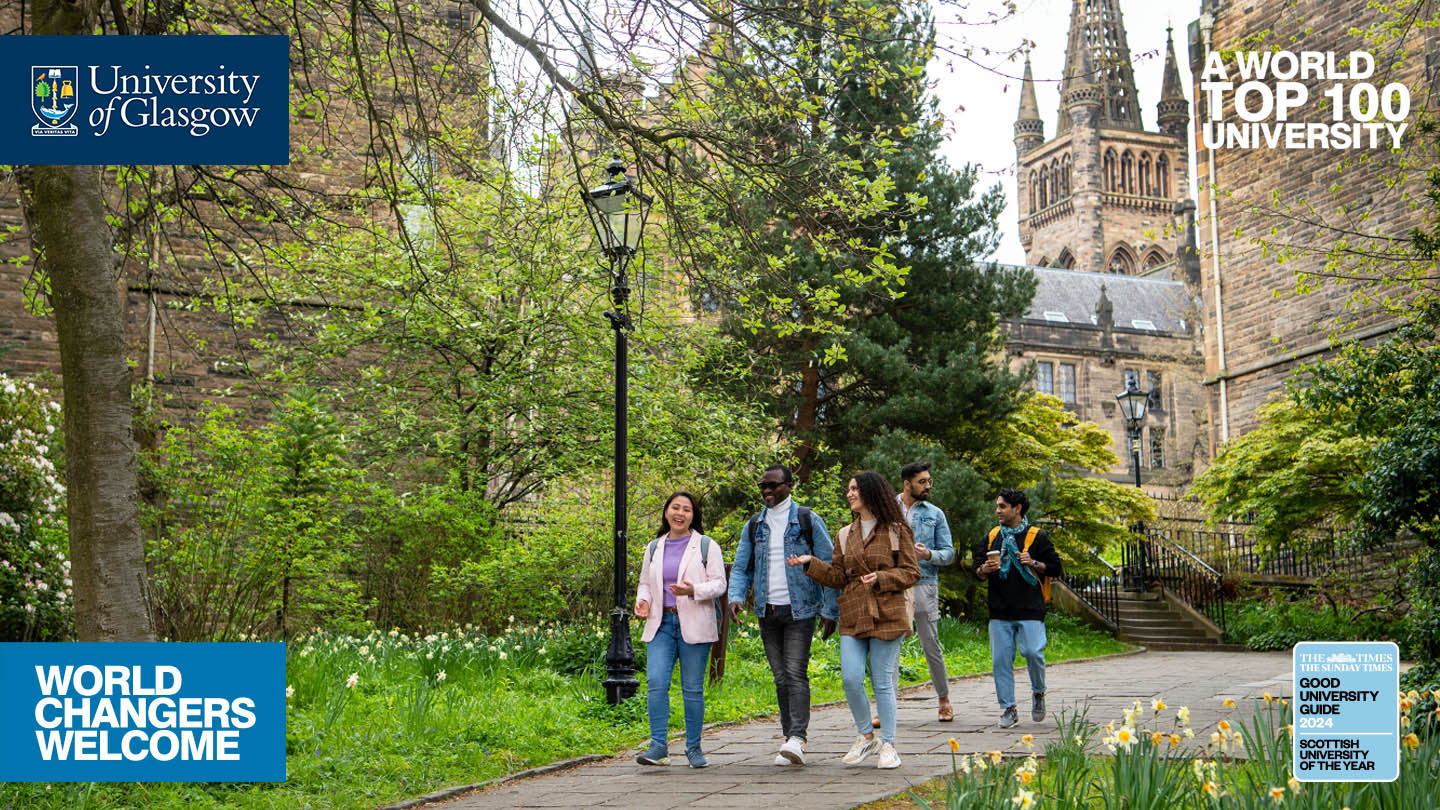 University
of Glasgow
VIA VERITAS VITA
A WORLD
TOP 100
UNIVERSITY
WORLD
CHANGERS
WELCOME
THE TIMES
THE SUNDAY TIMES
GOOD
UNIVERSITY
GUIDE
2024
SCOTTISH
UNIVERSITY
OF THE YEAR